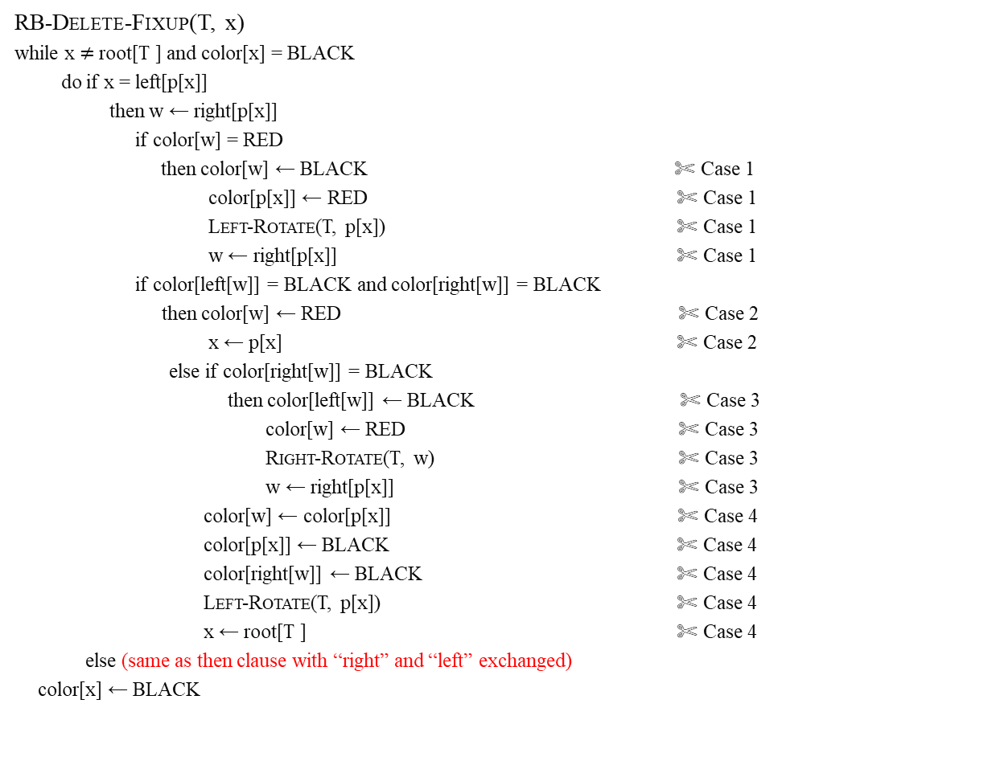 RB-DELETE-FIXUP(T, x)
while x ≠ root[T ] and color[x] = BLACK
do if x = left[p[x]]
then w ← right[p[x]]
if color[w] = RED
then color[w] ← BLACK ✄ Case 1
color[p[x]] ← RED ✄ Case 1
LEFT-ROTATE(T, p[x]) ✄ Case 1
w ← right[p[x]] ✄ Case 1
if color[left[w]] = BLACK and color[right[w]] = BLACK
then color[w] ← RED ✄ Case 2
x ← p[x] ✄ Case 2
else if color[right[w]] = BLACK
then color[left[w]] ← BLACK ✄ Case 3
color[w] ← RED ✄ Case 3
RIGHT-ROTATE(T, w) ✄ Case 3
w ← right[p[x]] ✄ Case 3
color[w] ← color[p[x]] ✄ Case 4
color[p[x]] ← BLACK ✄ Case 4
color[right[w]] ← BLACK ✄ Case 4
LEFT-ROTATE(T, p[x]) ✄ Case 4
x ← root[T ] ✄ Case 4
else (same as then clause with “right” and “left” exchanged)
color[x] ← BLACK